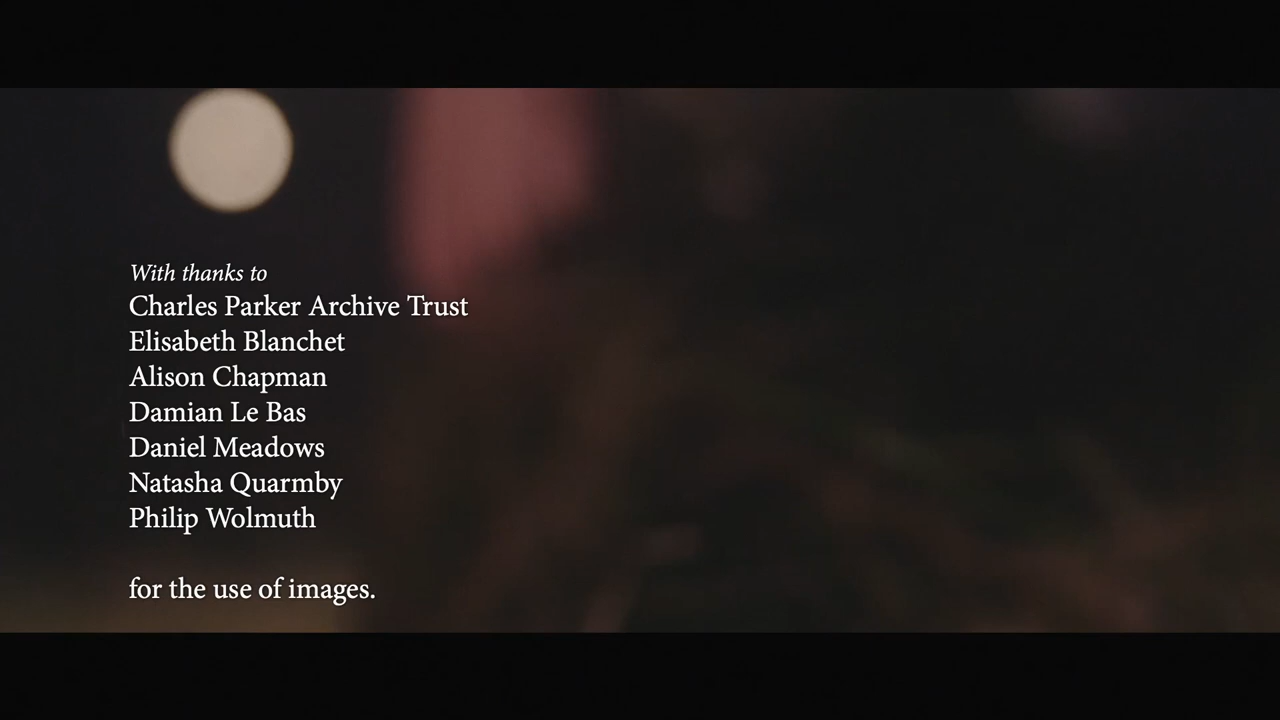 With thanks to
Charles Parker Archive Trust
Elisabeth Blanchet
Alison Chapman
Damian Le Bas
Daniel Meadows
Natasha Quarmby
Philip Wolmuth
for the use of images.